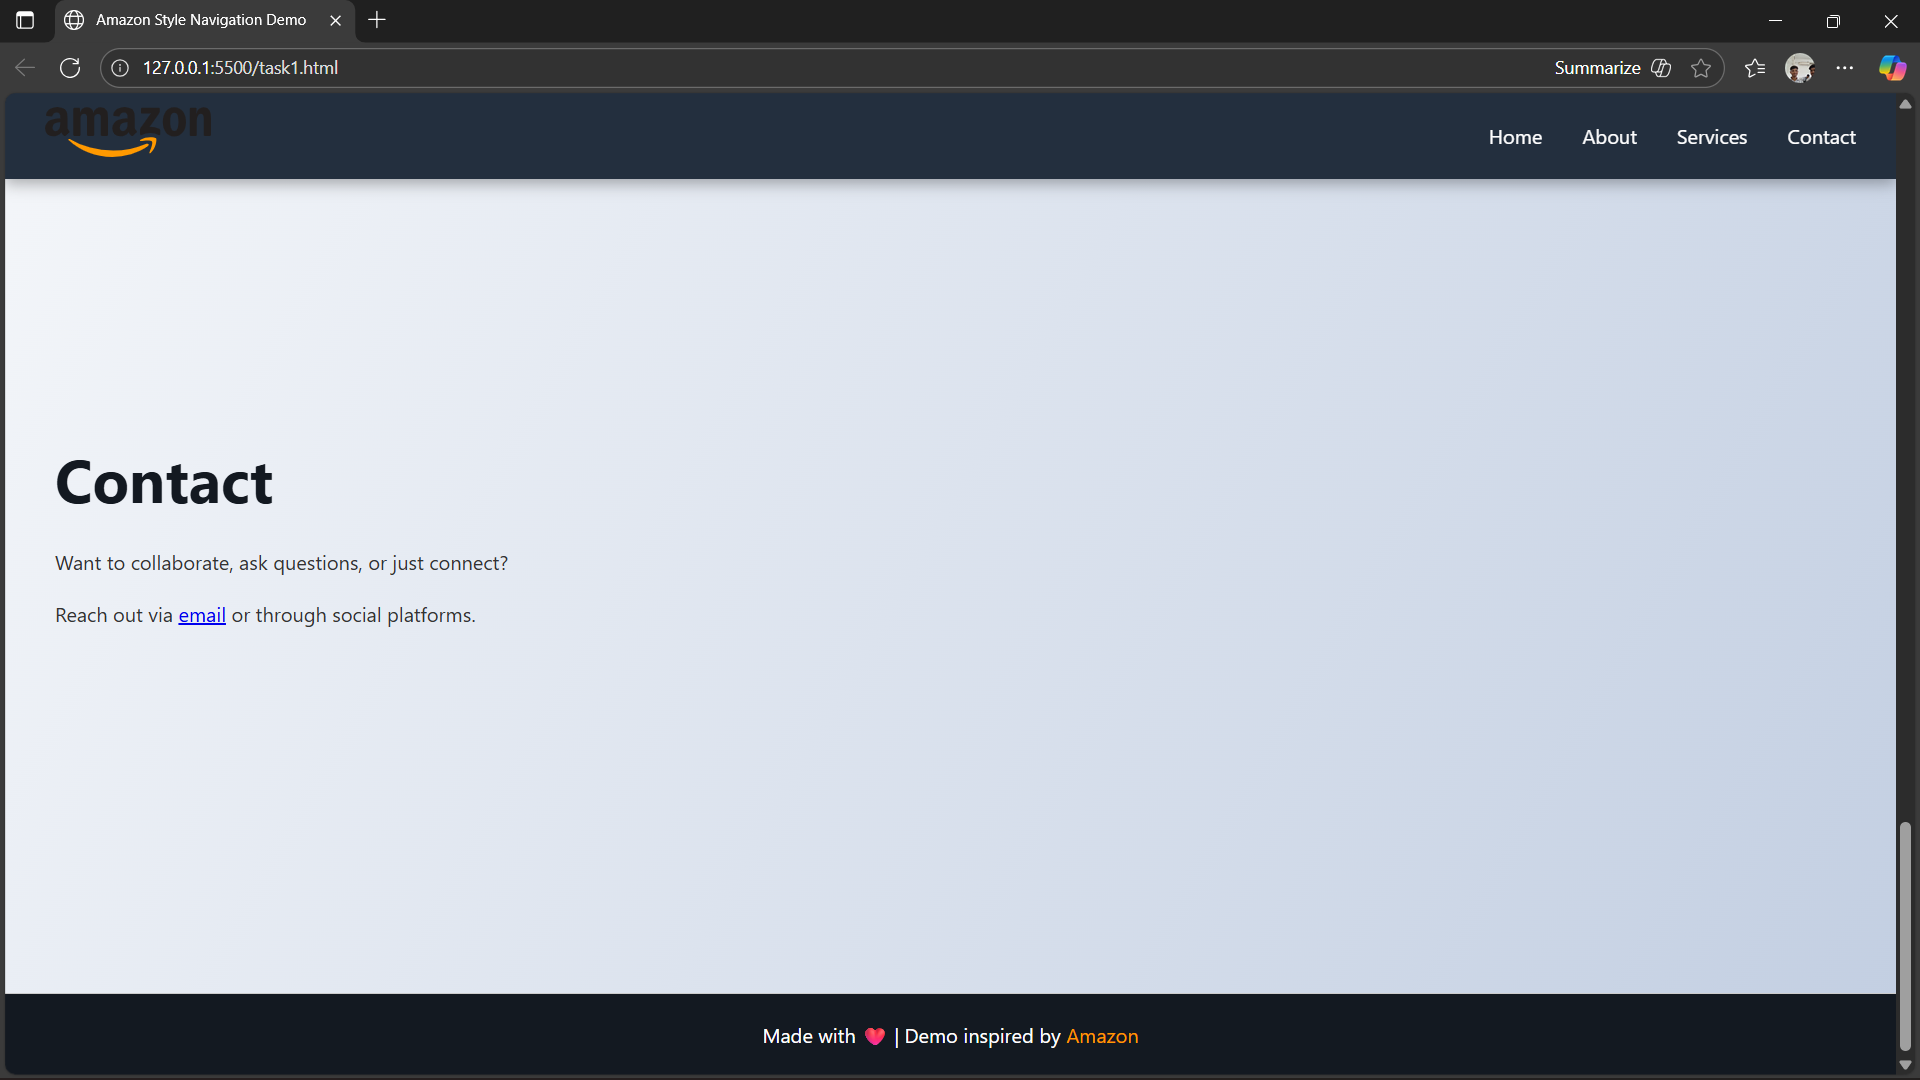 Amazon Style Navigation Demo
127.0.0.1:5500/task1.html
Summarize
amazon
Home About Services Contact
Contact
Want to collaborate, ask questions, or just connect?
Reach out via email or through social platforms.
Made with ❤️ | Demo inspired by Amazon